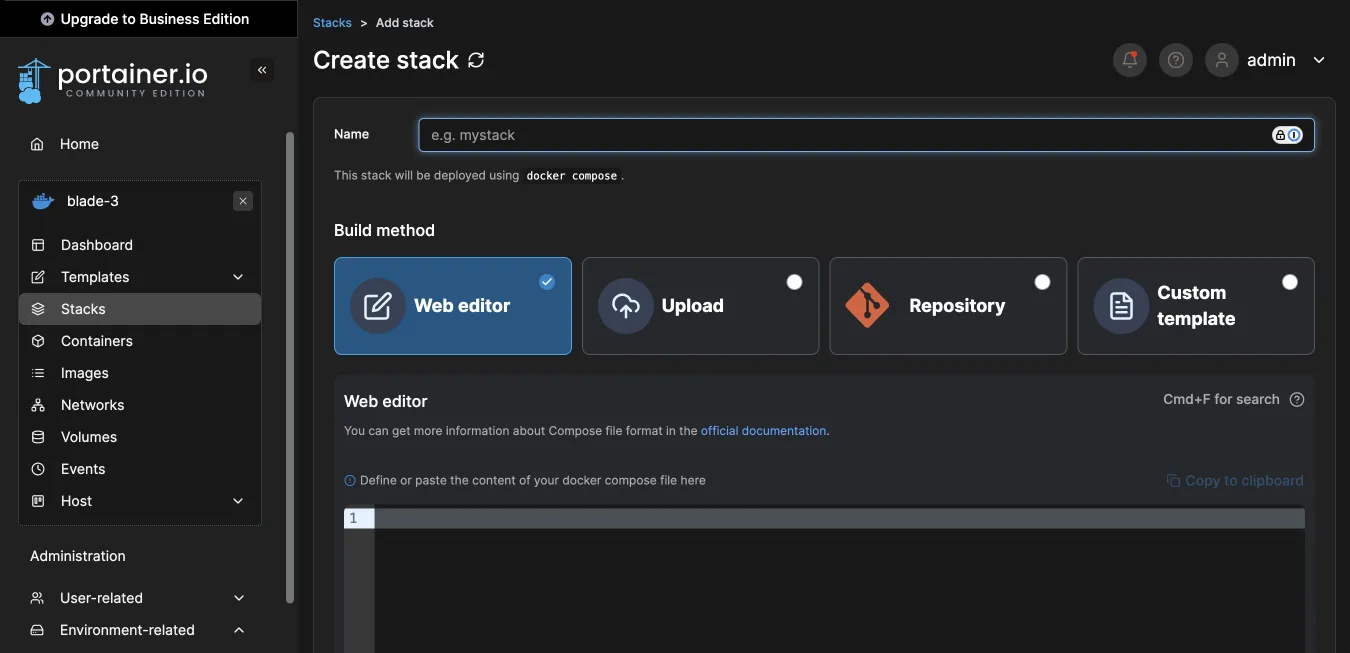 Upgrade to Business Edition
portainer.io
COMMUNITY EDITION
Home
blade-3
Dashboard
Templates
Stacks
Containers
Images
Networks
Volumes
Events
Host
Administration
User-related
Environment-related
Stacks > Add stack
Create stack
admin
Name
e.g. mystack
This stack will be deployed using docker compose .
Build method
Web editor
Upload
Repository
Custom
template
Web editor
Cmd+F for search
You can get more information about Compose file format in the official documentation.
Define or paste the content of your docker compose file here
Copy to clipboard
1